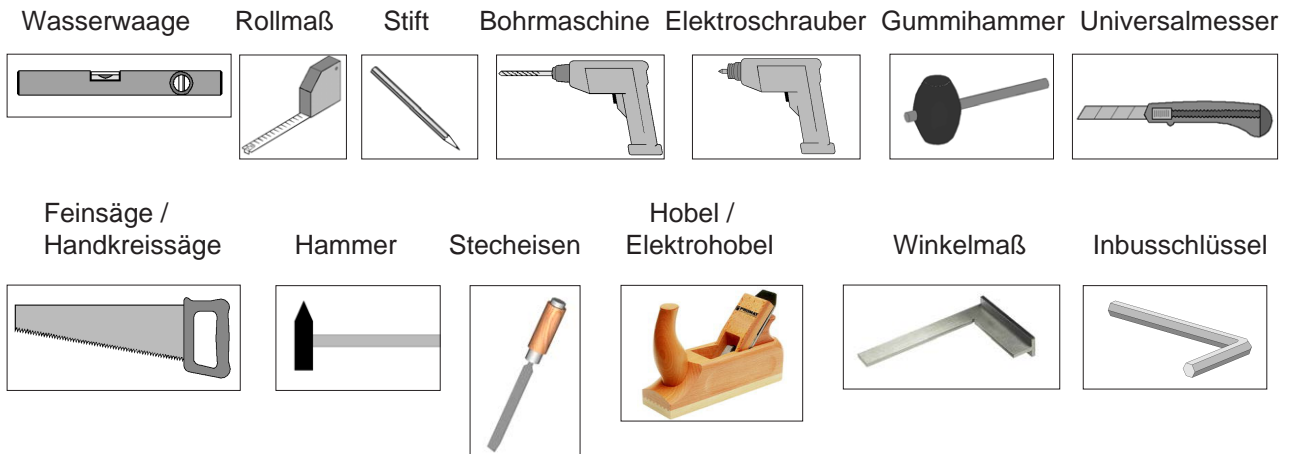 Wasserwaage Rollmaß Stift Bohrmaschine Elektroschrauber Gummihammer Universalmesser
Feinsäge /
Handkreissäge
Hammer
Stecheisen
Hobel /
Elektrohobel
Winkelmaß
Inbusschlüssel